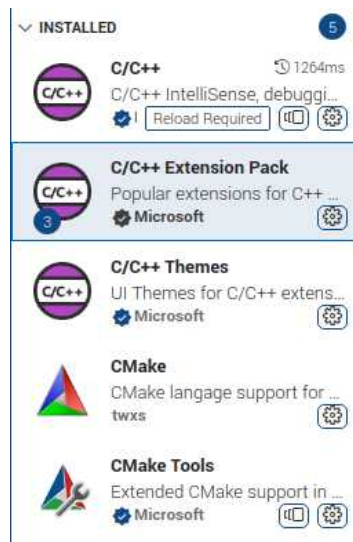 INSTALLED 5
C/C++ 1264ms
C/C++
C/C++ IntelliSense, debuggi...
Reload Required
C/C++ Extension Pack
C/C++
Popular extensions for C++ ...
3
Microsoft
C/C++ Themes
C/C++
UI Themes for C/C++ extens...
Microsoft
CMake
CMake langage support for ...
twxs
CMake Tools
Extended CMake support in ...
Microsoft